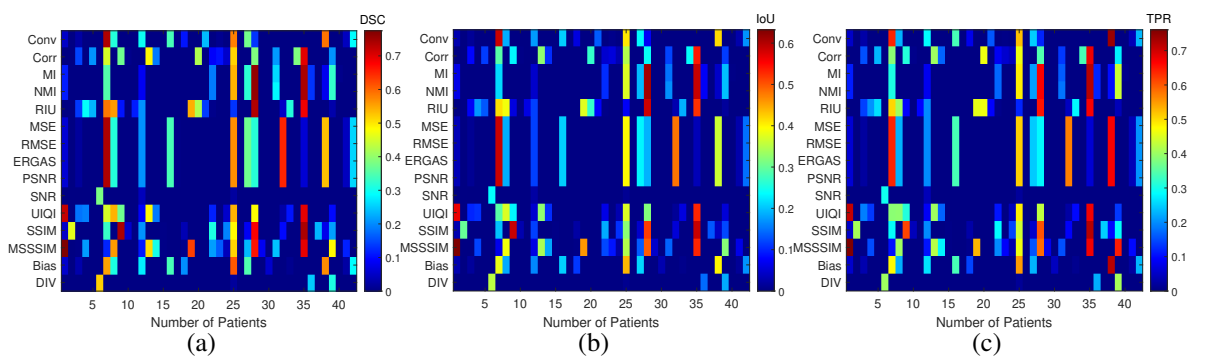 DSC
Conv
Corr
MI
NMI
RIU
MSE
RMSE
ERGAS
PSNR
SNR
UIQI
SSIM
MSSSIM
Bias
DIV
5 10 15 20 25 30 35 40
Number of Patients
0.7
0.6
0.5
0.4
0.3
0.2
0.1
0
(a)
IoU
Conv
Corr
MI
NMI
RIU
MSE
RMSE
ERGAS
PSNR
SNR
UIQI
SSIM
MSSSIM
Bias
DIV
5 10 15 20 25 30 35 40
Number of Patients
0.6
0.5
0.4
0.3
0.2
0.1
0
(b)
TPR
Conv
Corr
MI
NMI
RIU
MSE
RMSE
ERGAS
PSNR
SNR
UIQI
SSIM
MSSSIM
Bias
DIV
5 10 15 20 25 30 35 40
Number of Patients
0.7
0.6
0.5
0.4
0.3
0.2
0.1
0
(c)